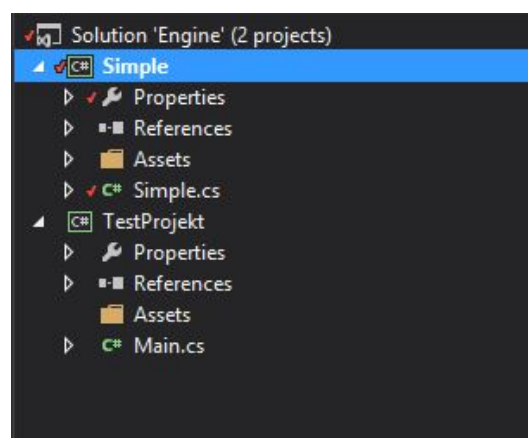 Solution 'Engine' (2 projects)
C# Simple
Properties
References
Assets
C# Simple.cs
C# TestProjekt
Properties
References
Assets
C# Main.cs